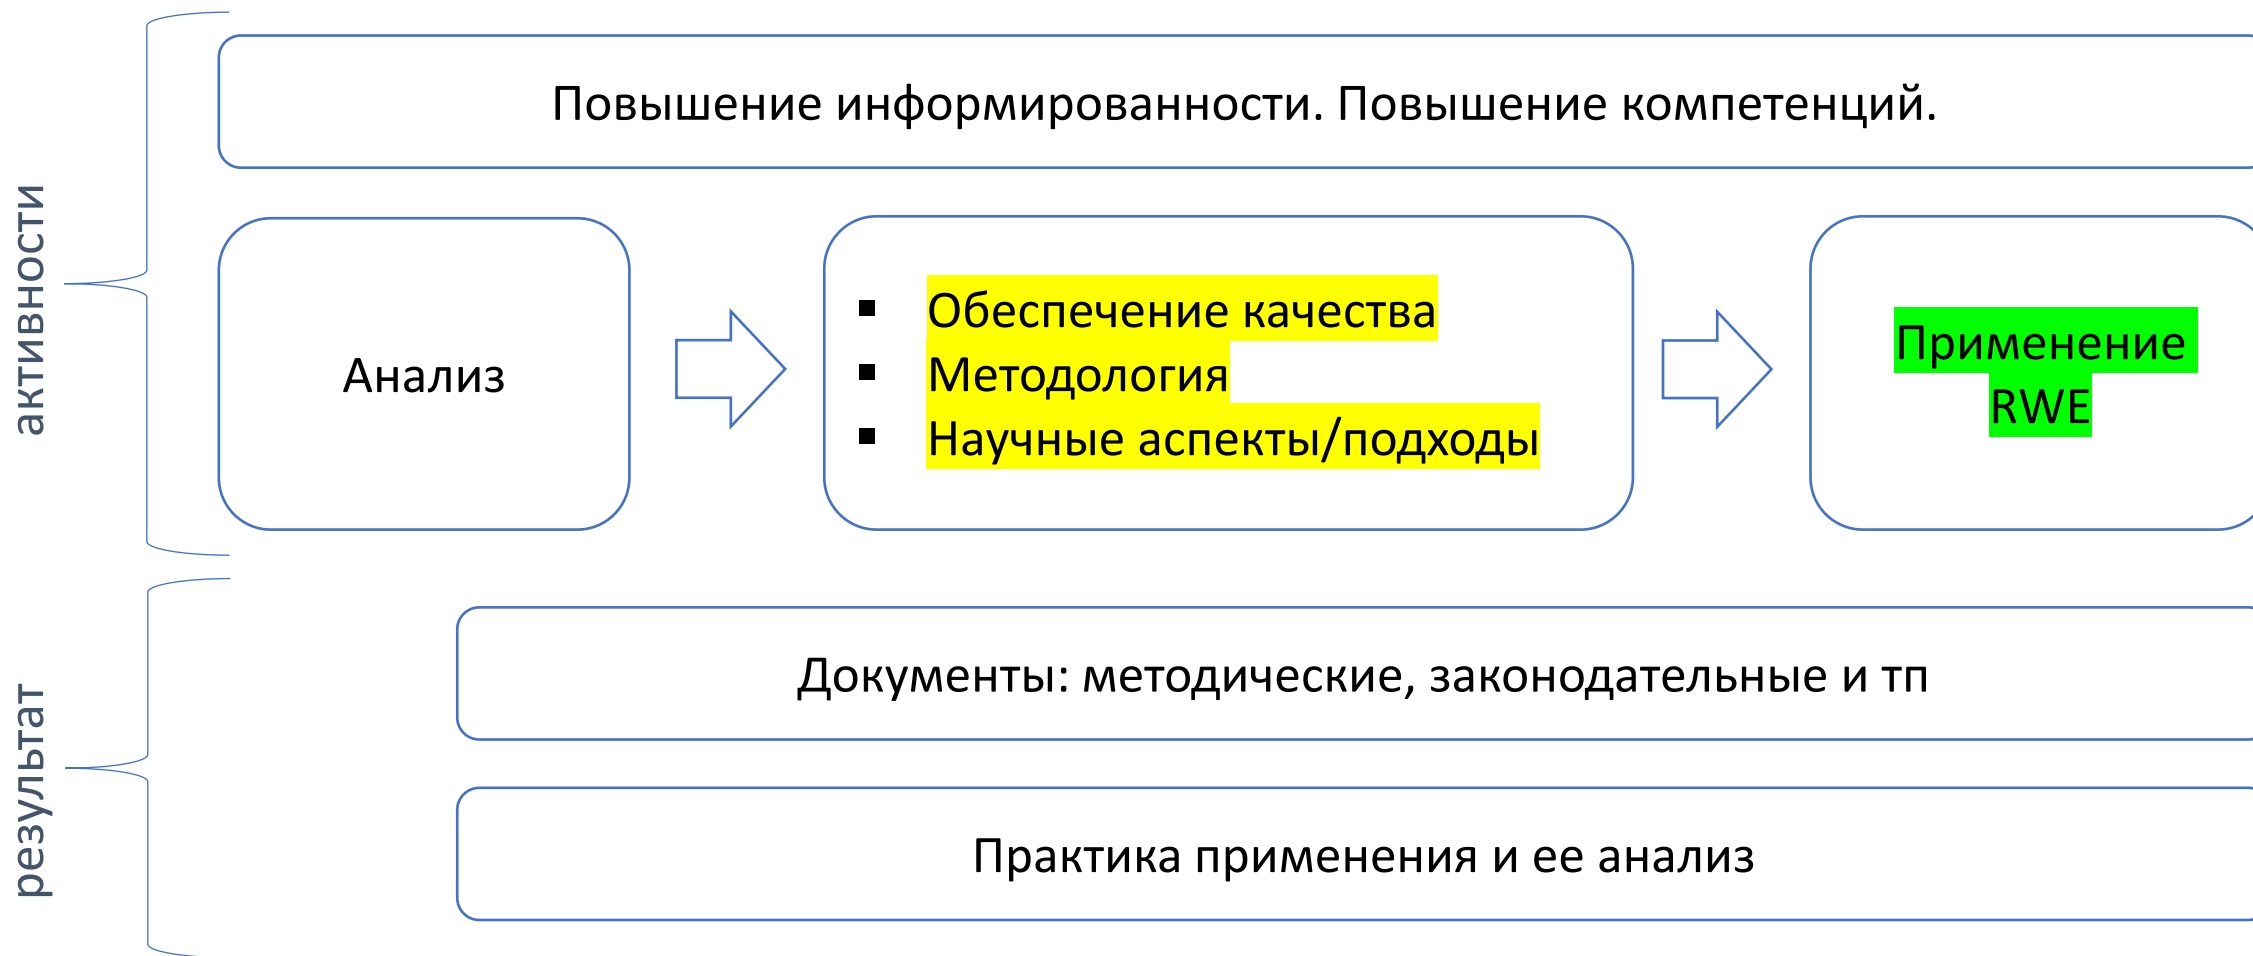 активности
Повышение информированности. Повышение компетенций.
Анализ
▪ Обеспечение качества
▪ Методология
▪ Научные аспекты/подходы
Применение
RWE
результат
Документы: методические, законодательные и тп
Практика применения и ее анализ